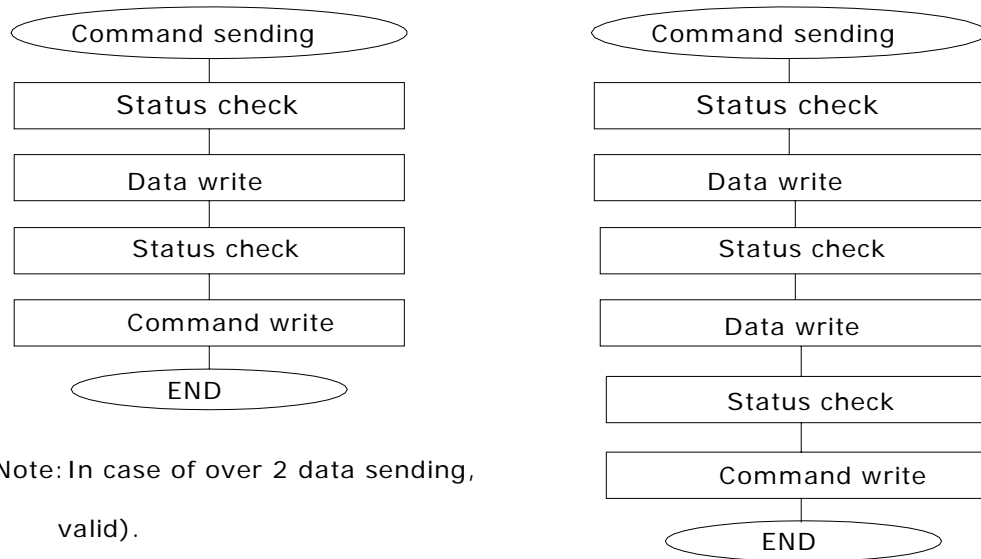 Command sending
Status check
Data write
Status check
Command write
END
Note: In case of over 2 data sending,
valid).
Command sending
Status check
Data write
Status check
Data write
Status check
Command write
END